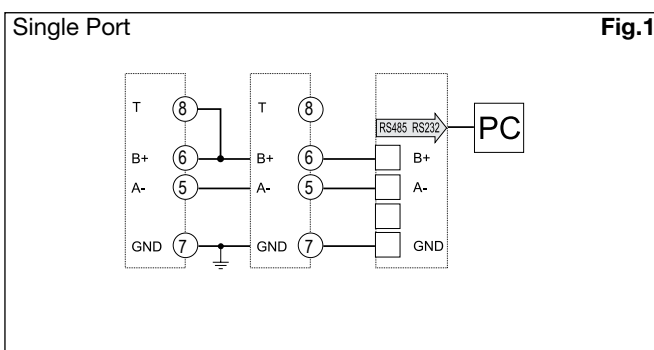 Single Port Fig.1
T 8 T 8
RS485 RS232 PC
B+ 6 B+ 6 B+
A- 5 A- 5 A-
GND 7 GND 7 GND